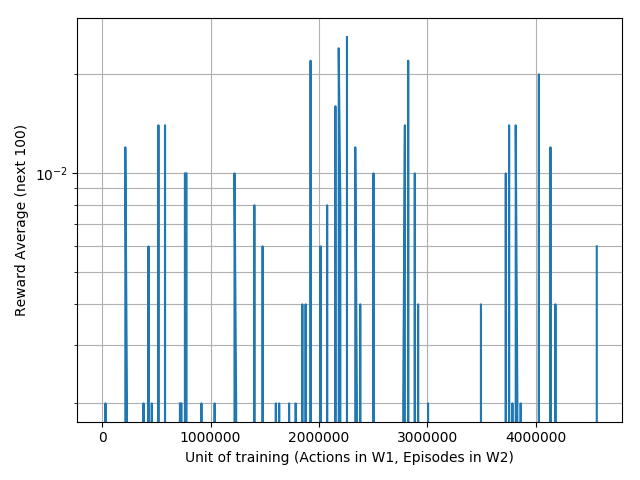 Reward Average (next 100)
10⁻²
0 1000000 2000000 3000000 4000000
Unit of training (Actions in W1, Episodes in W2)